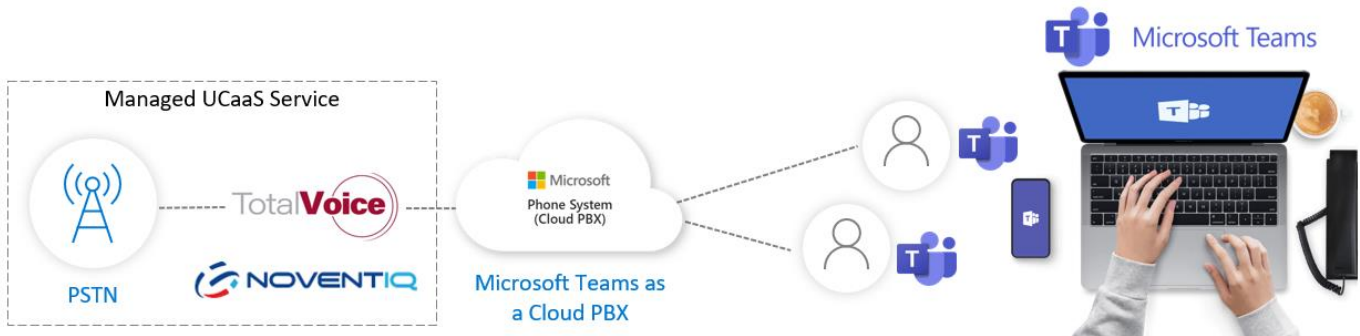 Microsoft Teams
Managed UCaaS Service
TotalVoice
Microsoft
Phone System
(Cloud PBX)
NOVENTIQ
PSTN
Microsoft Teams as
a Cloud PBX